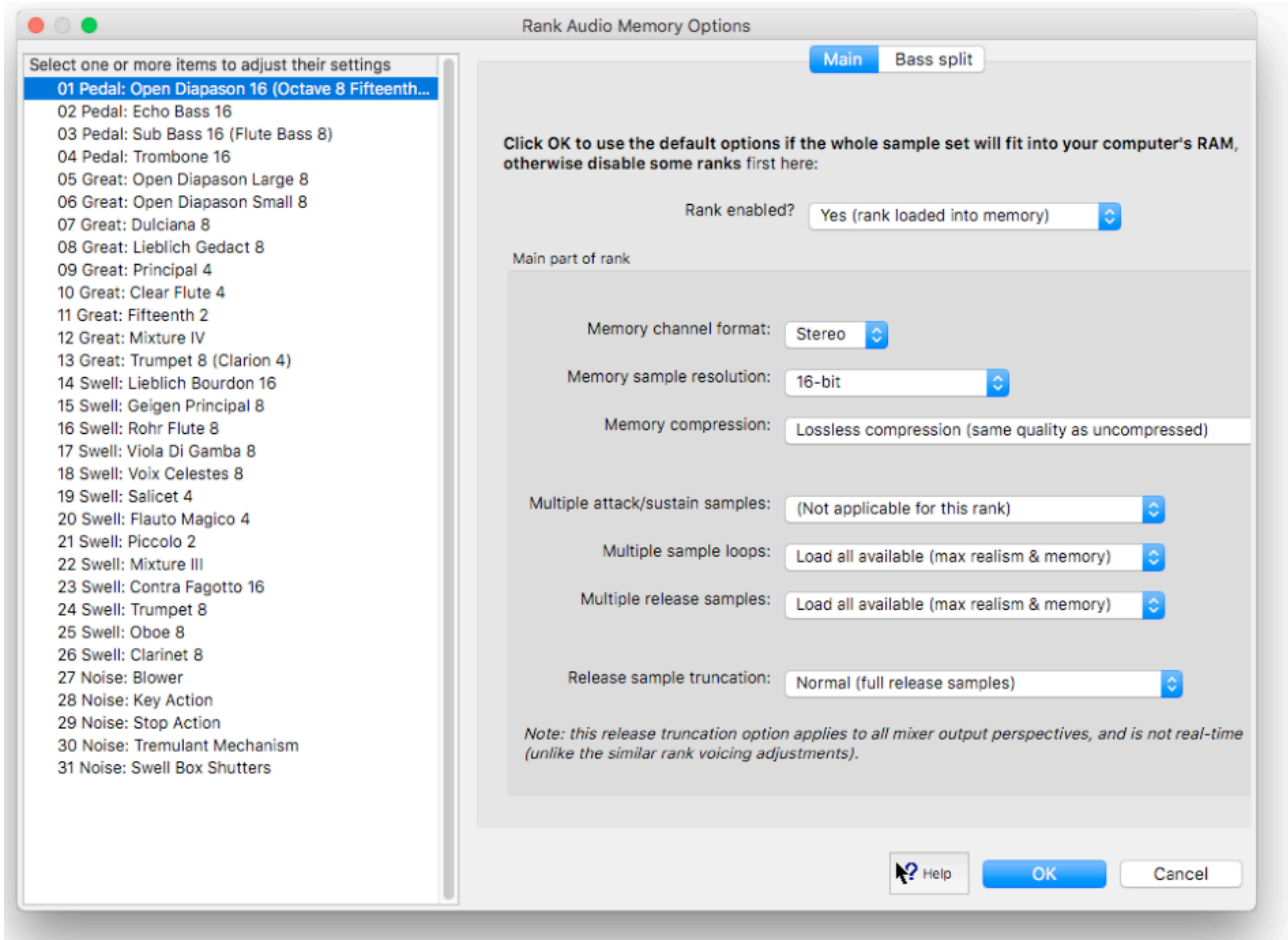 Rank Audio Memory Options
Select one or more items to adjust their settings
01 Pedal: Open Diapason 16 (Octave 8 Fifteenth...
02 Pedal: Echo Bass 16
03 Pedal: Sub Bass 16 (Flute Bass 8)
04 Pedal: Trombone 16
05 Great: Open Diapason Large 8
06 Great: Open Diapason Small 8
07 Great: Dulciana 8
08 Great: Lieblich Gedact 8
09 Great: Principal 4
10 Great: Clear Flute 4
11 Great: Fifteenth 2
12 Great: Mixture IV
13 Great: Trumpet 8 (Clarion 4)
14 Swell: Lieblich Bourdon 16
15 Swell: Geigen Principal 8
16 Swell: Rohr Flute 8
17 Swell: Viola Di Gamba 8
18 Swell: Voix Celestes 8
19 Swell: Salicet 4
20 Swell: Flauto Magico 4
21 Swell: Piccolo 2
22 Swell: Mixture III
23 Swell: Contra Fagotto 16
24 Swell: Trumpet 8
25 Swell: Oboe 8
26 Swell: Clarinet 8
27 Noise: Blower
28 Noise: Key Action
29 Noise: Stop Action
30 Noise: Tremulant Mechanism
31 Noise: Swell Box Shutters
Main Bass split
Click OK to use the default options if the whole sample set will fit into your computer's RAM,
otherwise disable some ranks first here:
Rank enabled? Yes (rank loaded into memory)
Main part of rank
Memory channel format: Stereo
Memory sample resolution: 16-bit
Memory compression: Lossless compression (same quality as uncompressed)
Multiple attack/sustain samples: (Not applicable for this rank)
Multiple sample loops: Load all available (max realism & memory)
Multiple release samples: Load all available (max realism & memory)
Release sample truncation: Normal (full release samples)
Note: this release truncation option applies to all mixer output perspectives, and is not real-time
(unlike the similar rank voicing adjustments).
Help OK Cancel